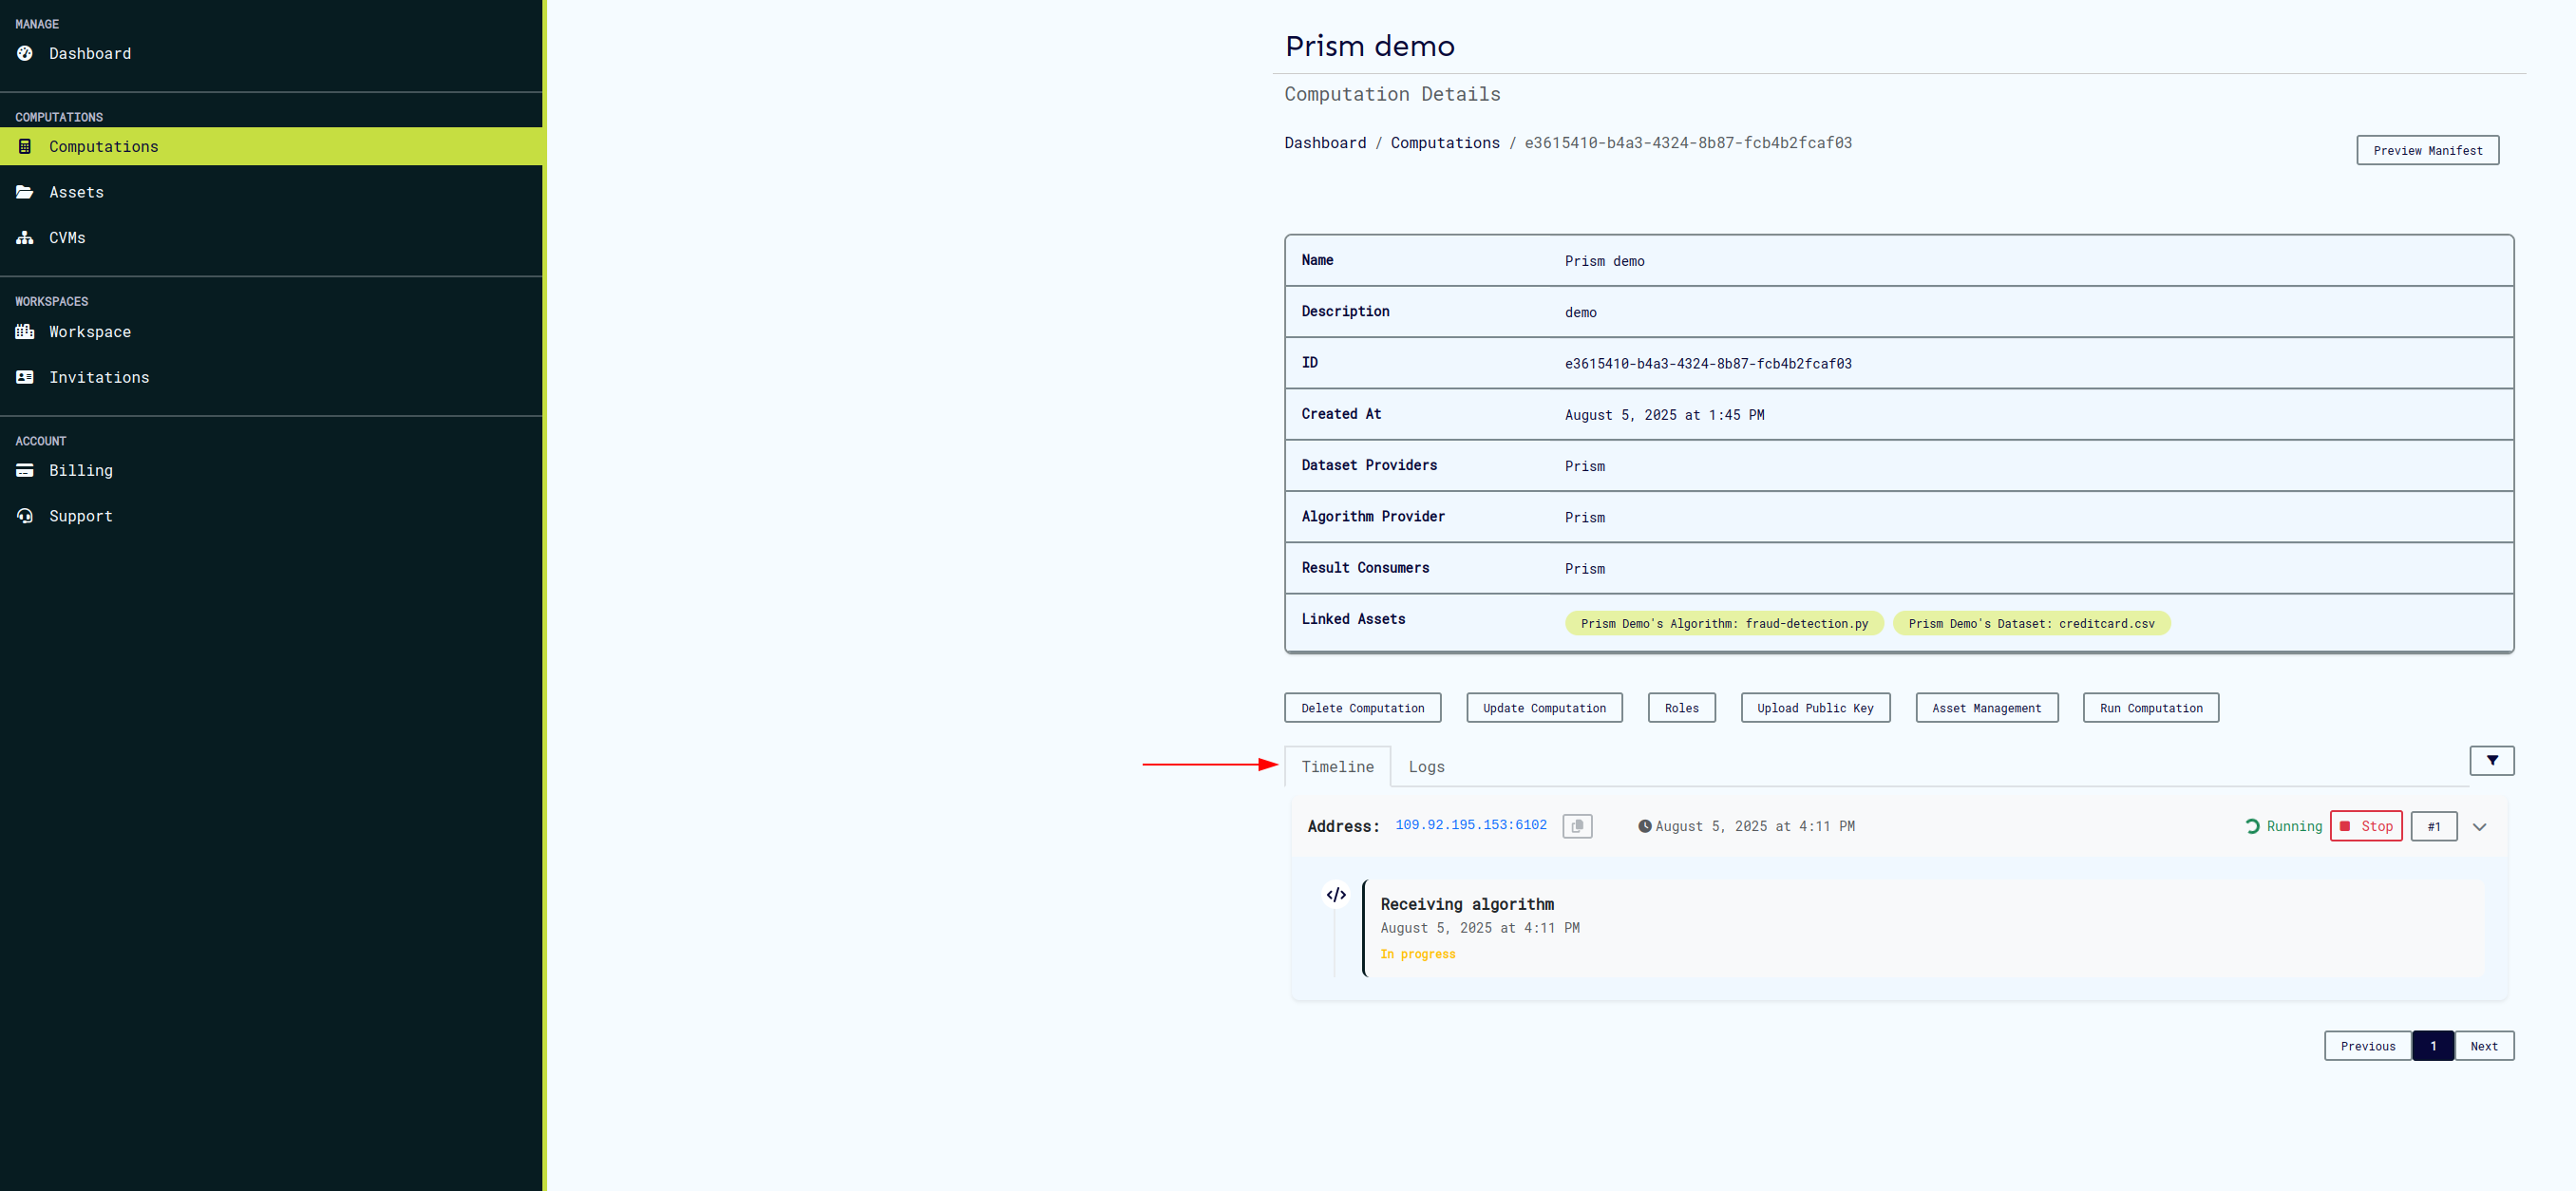 MANAGE
Dashboard
COMPUTATIONS
Computations
Assets
CVMs
WORKSPACES
Workspace
Invitations
ACCOUNT
Billing
Support
Prism demo
Computation Details
Dashboard / Computations / e3615410-b4a3-4324-8b87-fcb4b2fcaf03
Preview Manifest
Name Prism demo
Description demo
ID e3615410-b4a3-4324-8b87-fcb4b2fcaf03
Created At August 5, 2025 at 1:45 PM
Dataset Providers Prism
Algorithm Provider Prism
Result Consumers Prism
Linked Assets Prism Demo's Algorithm: fraud-detection.py Prism Demo's Dataset: creditcard.csv
Delete Computation Update Computation Roles Upload Public Key Asset Management Run Computation
Timeline Logs
Address: 109.92.195.153:6102 August 5, 2025 at 4:11 PM Running Stop #1
Receiving algorithm
August 5, 2025 at 4:11 PM
In progress
Previous 1 Next